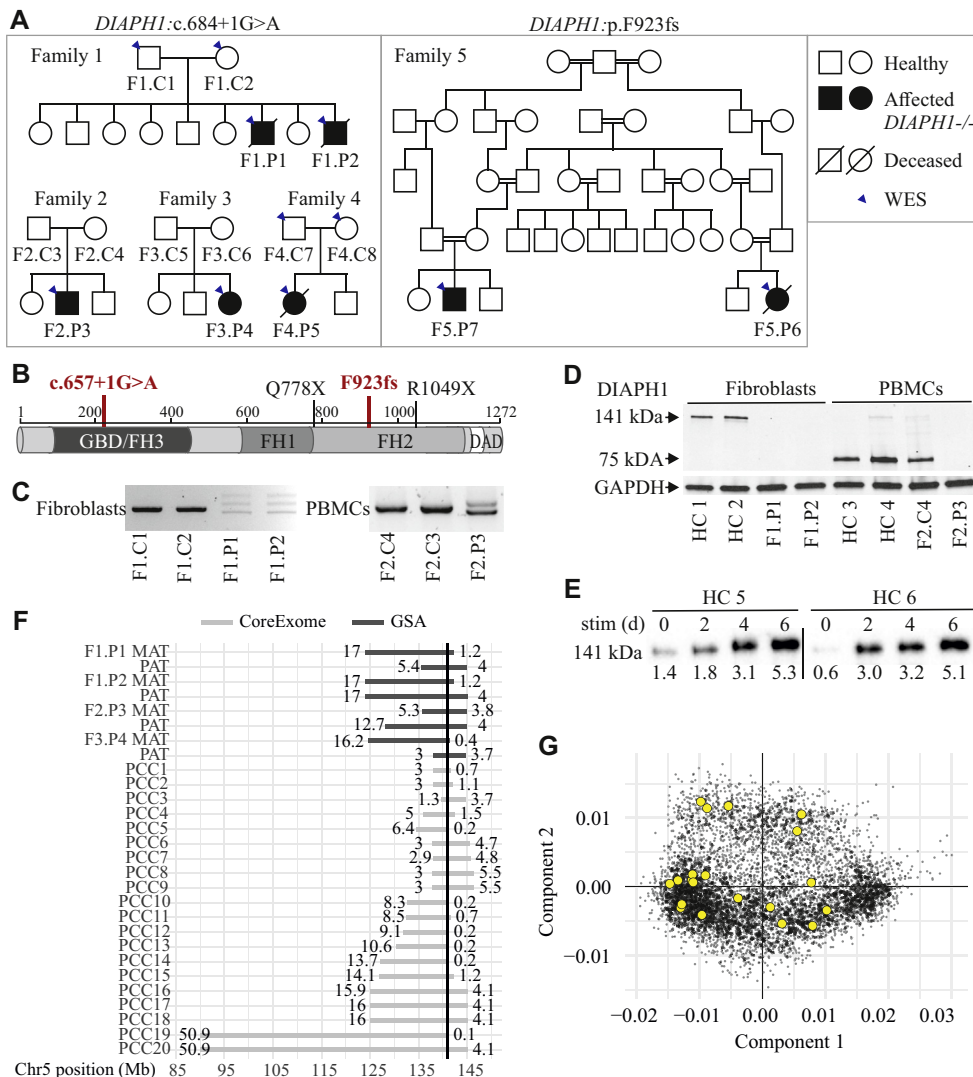 A
DIAPH1:c.684+1G>A
DIAPH1:p.F923fs
Family 1
F1.C1
F1.C2
F1.P1
F1.P2
Family 2
Family 3
Family 4
F2.C3
F2.C4
F3.C5
F3.C6
F4.C7
F4.C8
F2.P3
F3.P4
F4.P5
Family 5
F5.P7
F5.P6
Healthy
Affected
DIAPH1-/-
Deceased
WES
B
c.657+1G>A
Q778X
F923fs
R1049X
1
200
400
600
800
1000
1272
GBD/FH3
FH1
FH2
DAD
C
Fibroblasts
PBMCs
F1.C1
F1.C2
F1.P1
F1.P2
F2.C4
F2.C3
F2.P3
D
DIAPH1
Fibroblasts
PBMCs
141 kDa
75 kDA
GAPDH
HC 1
HC 2
F1.P1
F1.P2
HC 3
HC 4
F2.C4
F2.P3
E
HC 5
HC 6
stim (d) 0 2 4 6 0 2 4 6
141 kDa
1.4 1.8 3.1 5.3 0.6 3.0 3.2 5.1
F
CoreExome
GSA
F1.P1 MAT 17 1.2
PAT 5.4 4
F1.P2 MAT 17 1.2
PAT 17 4
F2.P3 MAT 5.3 3.8
PAT 12.7 4
F3.P4 MAT 16.2 0.4
PAT 3 3.7
PCC1 3 0.7
PCC2 3 1.1
PCC3 1.3 3.7
PCC4 5 1.5
PCC5 6.4 0.2
PCC6 3 4.7
PCC7 2.9 4.8
PCC8 3 5.5
PCC9 3 5.5
PCC10 8.3 0.2
PCC11 8.5 0.7
PCC12 9.1 0.2
PCC13 10.6 0.2
PCC14 13.7 0.2
PCC15 14.1 1.2
PCC16 15.9 4.1
PCC17 16 4.1
PCC18 16 4.1
PCC19 50.9 0.1
PCC20 50.9 4.1
Chr5 position (Mb) 85 95 105 115 125 135 145
G
Component 2
0.01
0.00
−0.01
−0.02 −0.01 0.00 0.01 0.02 0.03
Component 1